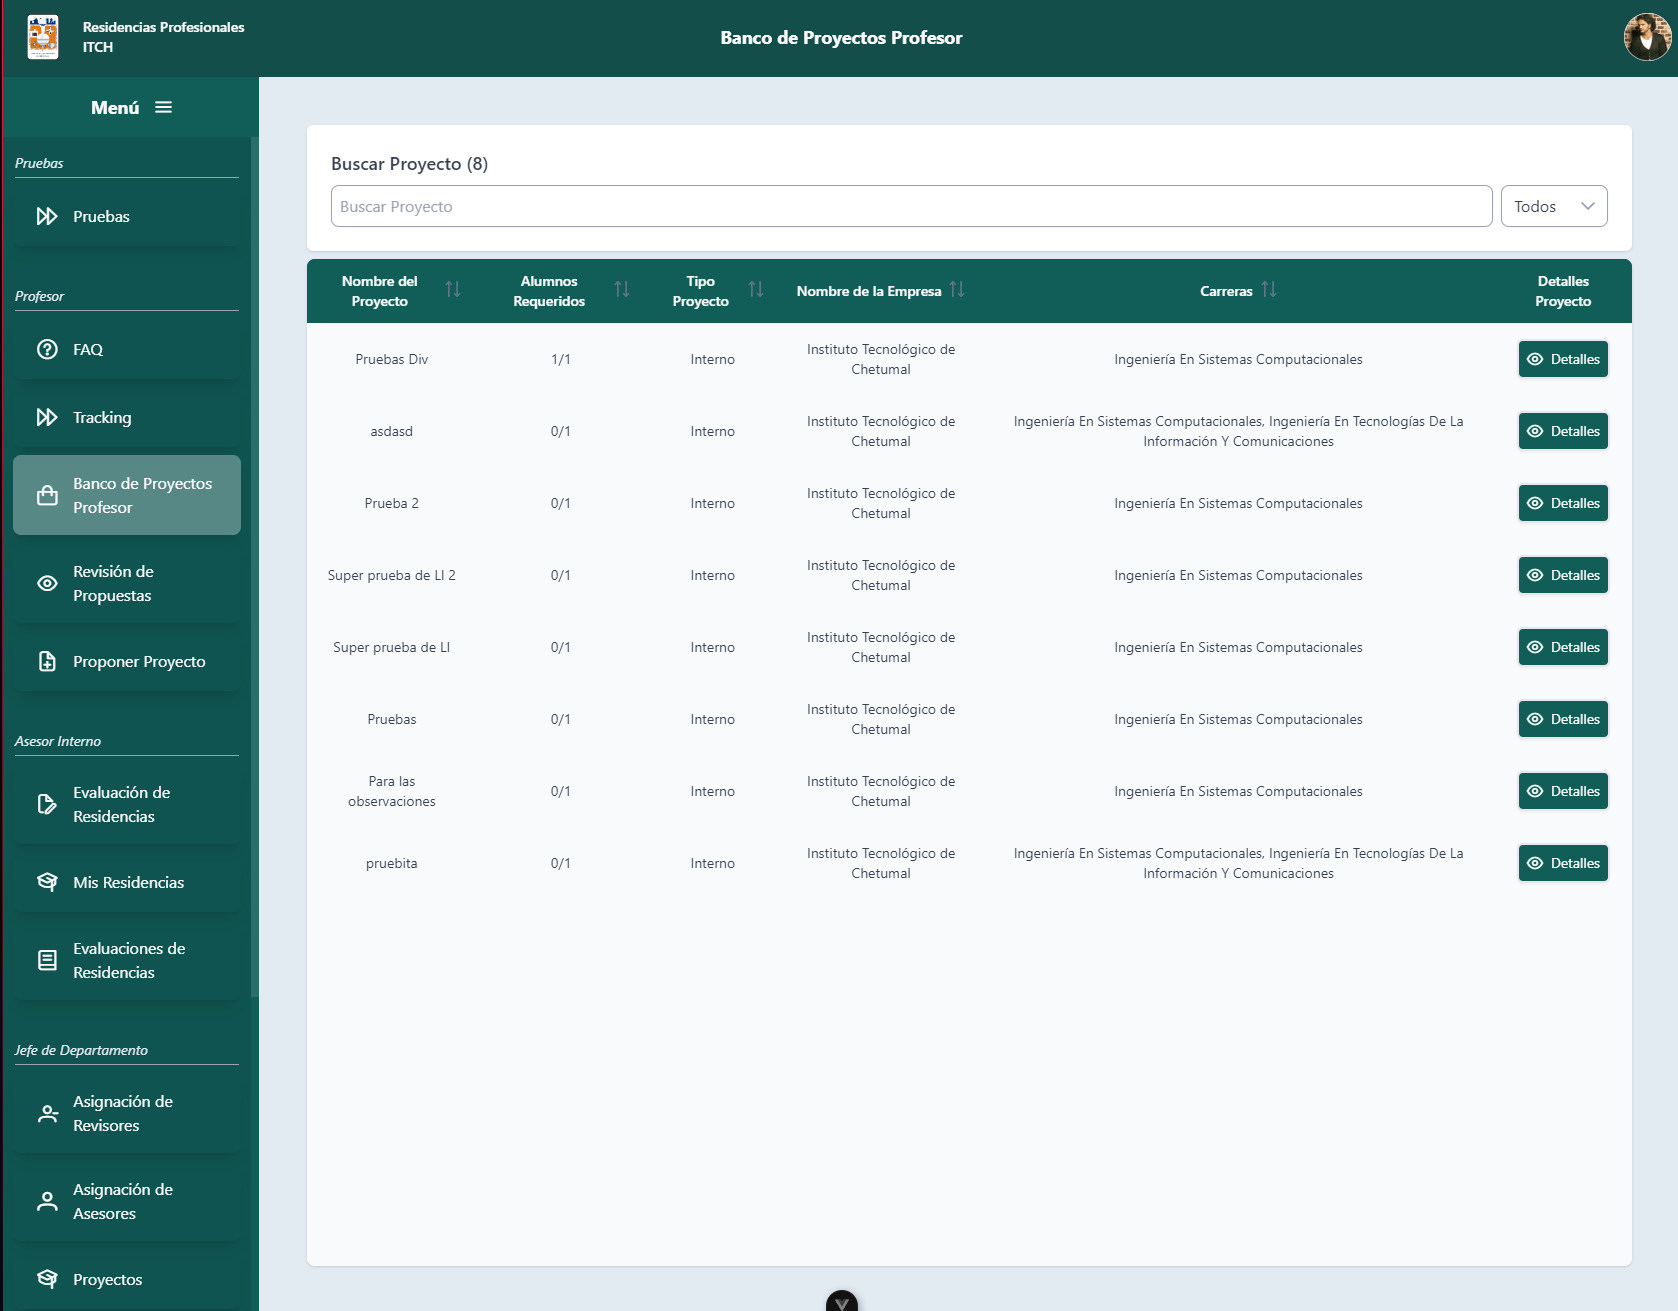 Residencias Profesionales
ITCH
Banco de Proyectos Profesor
Menú
Pruebas
Pruebas
Profesor
FAQ
Tracking
Banco de Proyectos
Profesor
Revisión de
Propuestas
Proponer Proyecto
Asesor Interno
Evaluación de
Residencias
Mis Residencias
Evaluaciones de
Residencias
Jefe de Departamento
Asignación de
Revisores
Asignación de
Asesores
Proyectos
Buscar Proyecto (8)
Buscar Proyecto
Todos
Nombre del
Proyecto
Alumnos
Requeridos
Tipo
Proyecto
Nombre de la Empresa
Carreras
Detalles
Proyecto
Pruebas Div
1/1
Interno
Instituto Tecnológico de
Chetumal
Ingeniería En Sistemas Computacionales
Detalles
asdasd
0/1
Interno
Instituto Tecnológico de
Chetumal
Ingeniería En Sistemas Computacionales, Ingeniería En Tecnologías De La
Información Y Comunicaciones
Detalles
Prueba 2
0/1
Interno
Instituto Tecnológico de
Chetumal
Ingeniería En Sistemas Computacionales
Detalles
Super prueba de LI 2
0/1
Interno
Instituto Tecnológico de
Chetumal
Ingeniería En Sistemas Computacionales
Detalles
Super prueba de LI
0/1
Interno
Instituto Tecnológico de
Chetumal
Ingeniería En Sistemas Computacionales
Detalles
Pruebas
0/1
Interno
Instituto Tecnológico de
Chetumal
Ingeniería En Sistemas Computacionales
Detalles
Para las
observaciones
0/1
Interno
Instituto Tecnológico de
Chetumal
Ingeniería En Sistemas Computacionales
Detalles
pruebita
0/1
Interno
Instituto Tecnológico de
Chetumal
Ingeniería En Sistemas Computacionales, Ingeniería En Tecnologías De La
Información Y Comunicaciones
Detalles